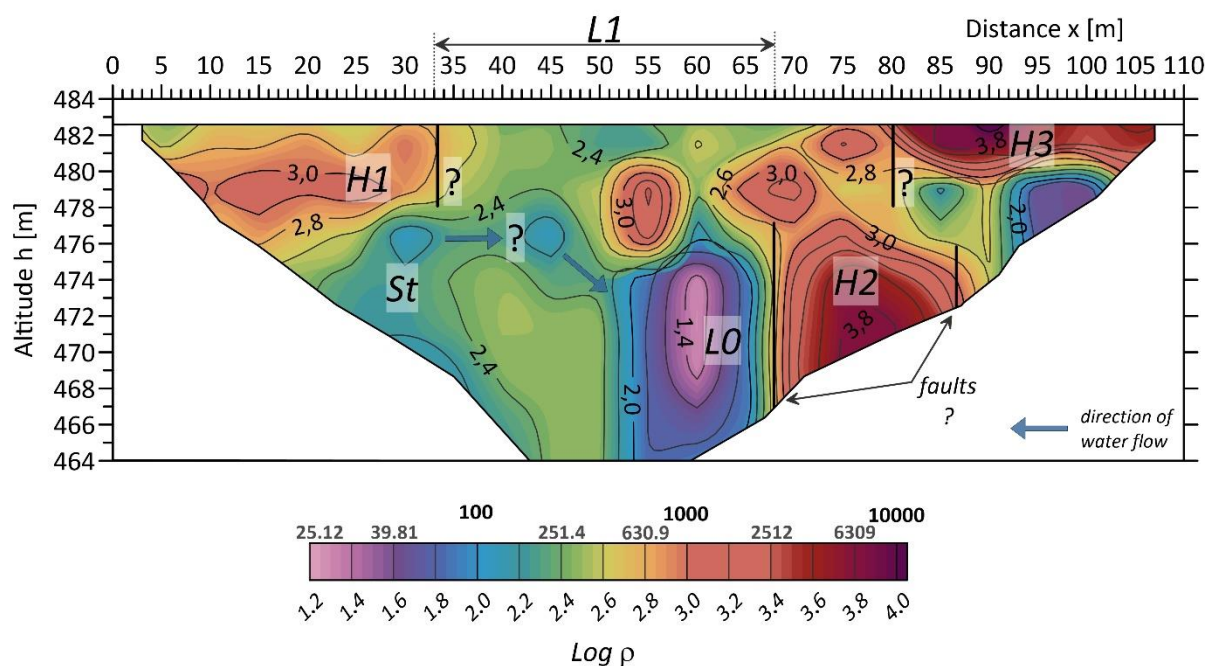 L1
Distance x [m]
0 5 10 15 20 25 30 35 40 45 50 55 60 65 70 75 80 85 90 95 100 105 110
Altitude h [m]
484
482
480
478
476
474
472
470
468
466
464
3,0 H1 ? 2,4 3,0 2,8 3,8 H3
2,8 2,4 3,0 2,6 ? 2,0
? 3,0
St H2
2,4 2,0 1,4 L0 3,8
faults
?
direction of
water flow
100 1000 10000
25.12 39.81 251.4 630.9 2512 6309
1.2 1.4 1.6 1.8 2.0 2.2 2.4 2.6 2.8 3.0 3.2 3.4 3.6 3.8 4.0
Log ρ